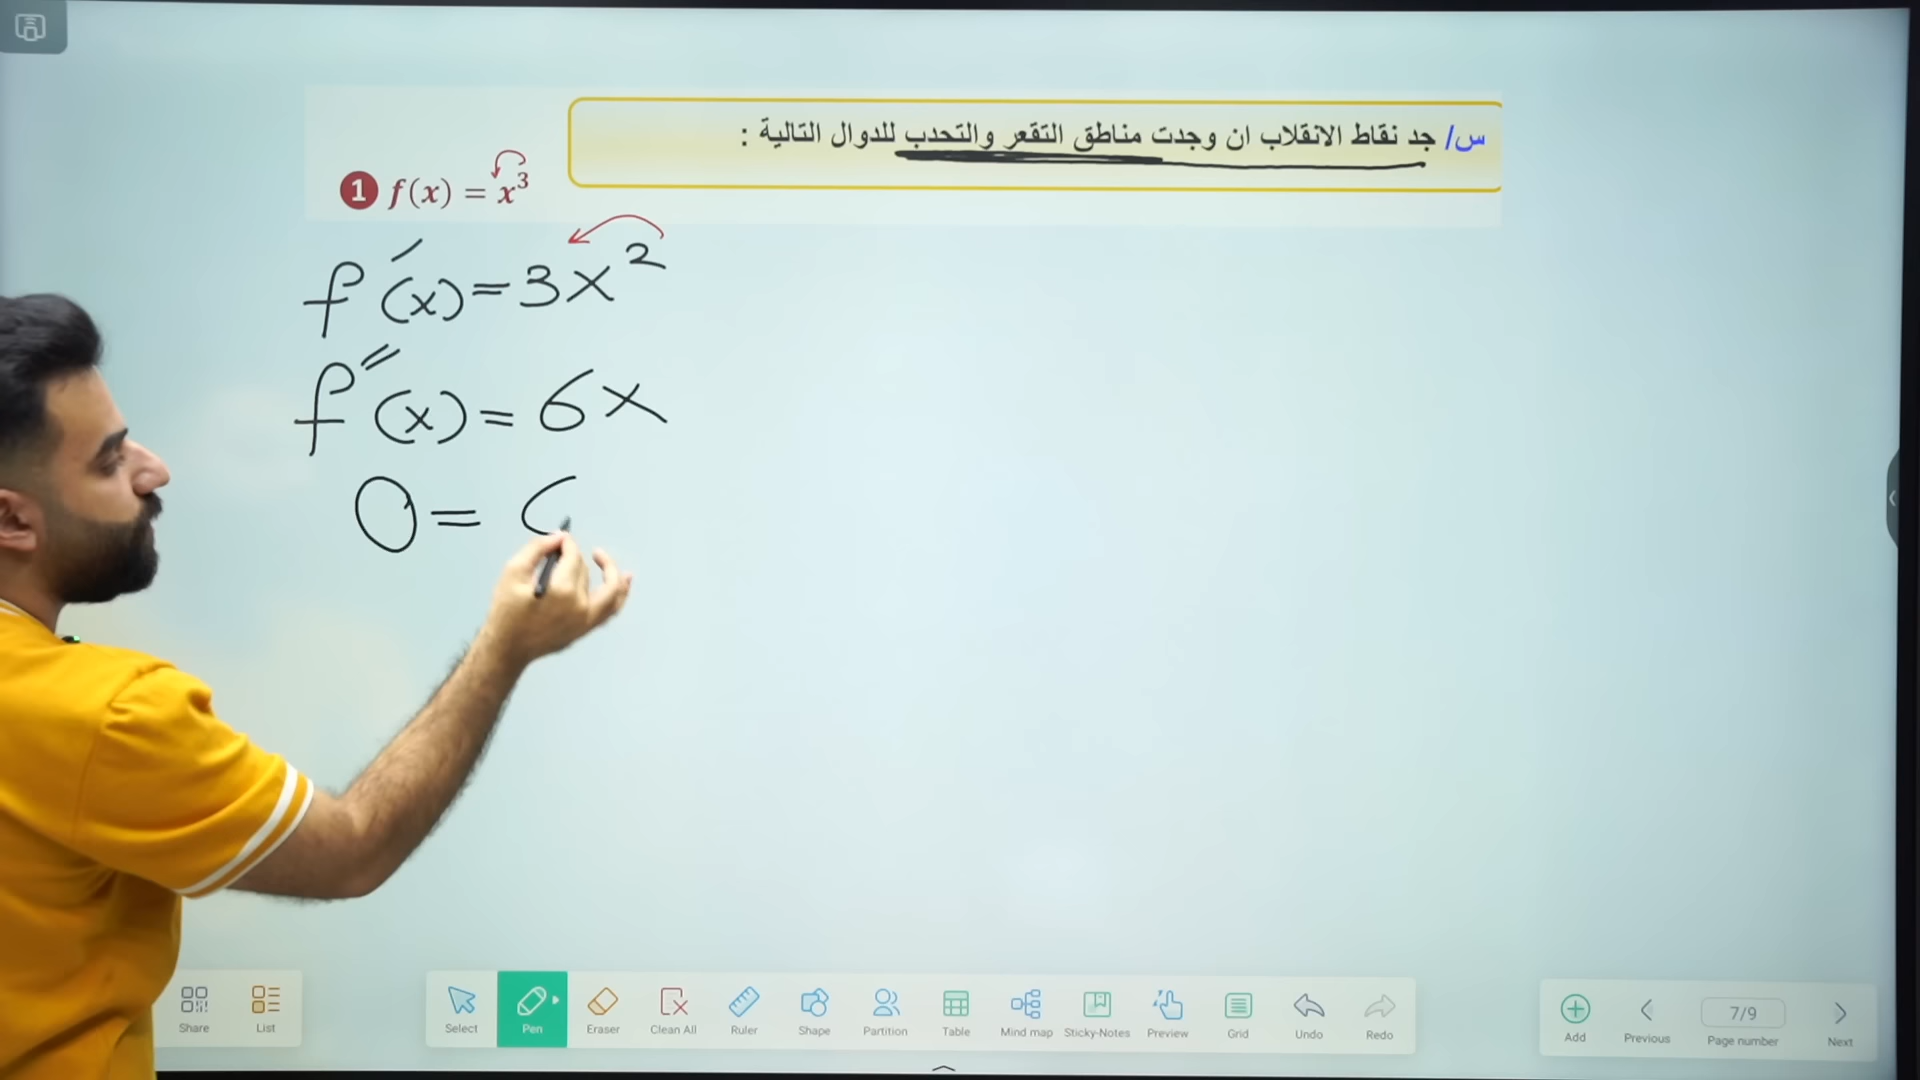 س/ جد نقاط الانقلاب ان وجدت مناطق التقعر والتحدب للدوال التالية :
1 f(x) = x³
f′(x) = 3x²
f″(x) = 6x
0 =
Share
List
Select
Pen
Eraser
Clean All
Ruler
Shape
Partition
Table
Mind map
Sticky-Notes
Preview
Grid
Undo
Redo
Add
Previous
7/9
Page number
Next